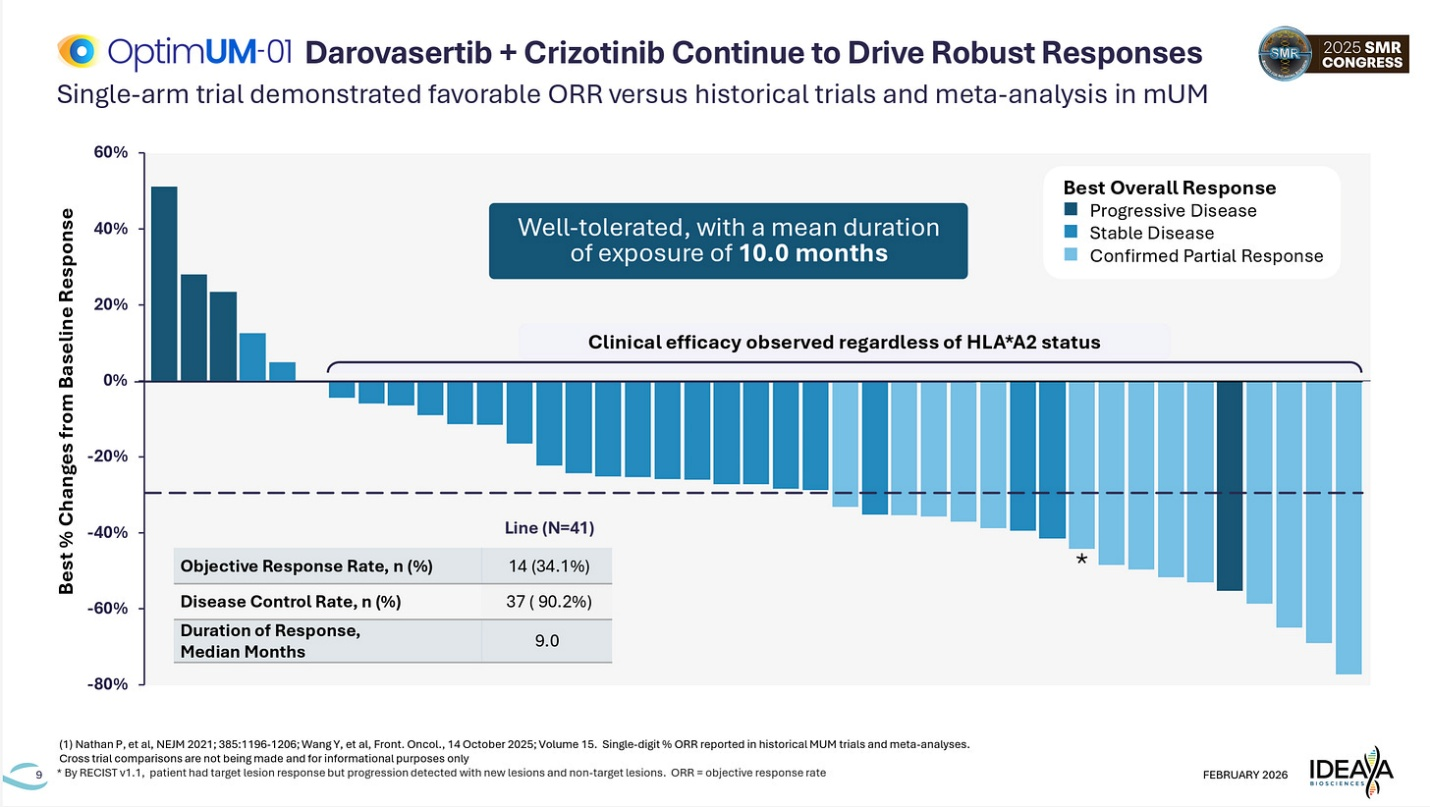 OptimUM-01 Darovasertib + Crizotinib Continue to Drive Robust Responses
SMR
2025 SMR
CONGRESS
Single-arm trial demonstrated favorable ORR versus historical trials and meta-analysis in mUM
Best % Changes from Baseline Response
60%
40%
20%
0%
-20%
-40%
-60%
-80%
Well-tolerated, with a mean duration
of exposure of 10.0 months
Best Overall Response
Progressive Disease
Stable Disease
Confirmed Partial Response
Clinical efficacy observed regardless of HLA*A2 status
*
Line (N=41)
Objective Response Rate, n (%) 14 (34.1%)
Disease Control Rate, n (%) 37 ( 90.2%)
Duration of Response,
Median Months 9.0
(1) Nathan P, et al, NEJM 2021; 385:1196-1206; Wang Y, et al, Front. Oncol., 14 October 2025; Volume 15. Single-digit % ORR reported in historical MUM trials and meta-analyses.
Cross trial comparisons are not being made and for informational purposes only
* By RECIST v1.1, patient had target lesion response but progression detected with new lesions and non-target lesions. ORR = objective response rate
9
FEBRUARY 2026
IDEAYA
BIOSCIENCES